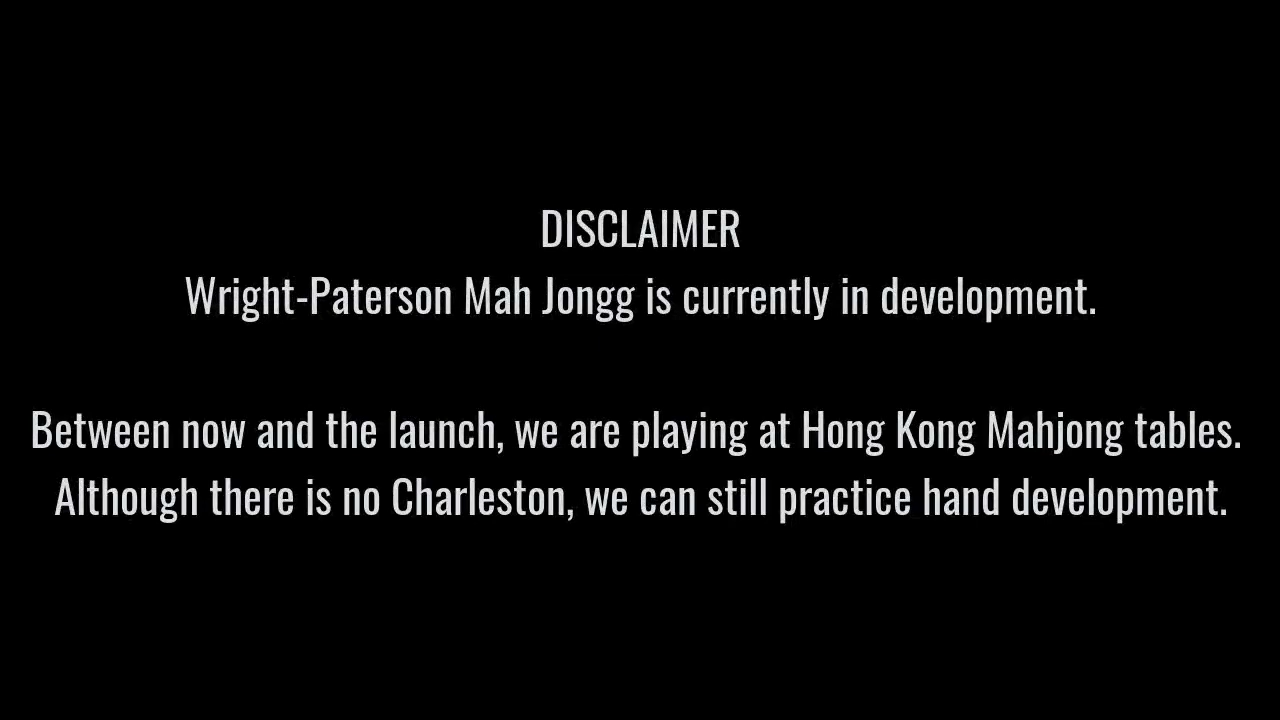 DISCLAIMER
Wright-Paterson Mah Jongg is currently in development.
Between now and the launch, we are playing at Hong Kong Mahjong tables.
Although there is no Charleston, we can still practice hand development.